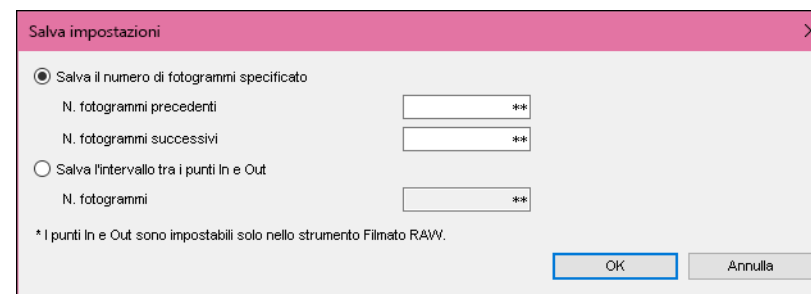 Salva impostazioni
Salva il numero di fotogrammi specificato
N. fotogrammi precedenti **
N. fotogrammi successivi **
Salva l'intervallo tra i punti In e Out
N. fotogrammi **
* I punti In e Out sono impostabili solo nello strumento Filmato RAW.
OK Annulla